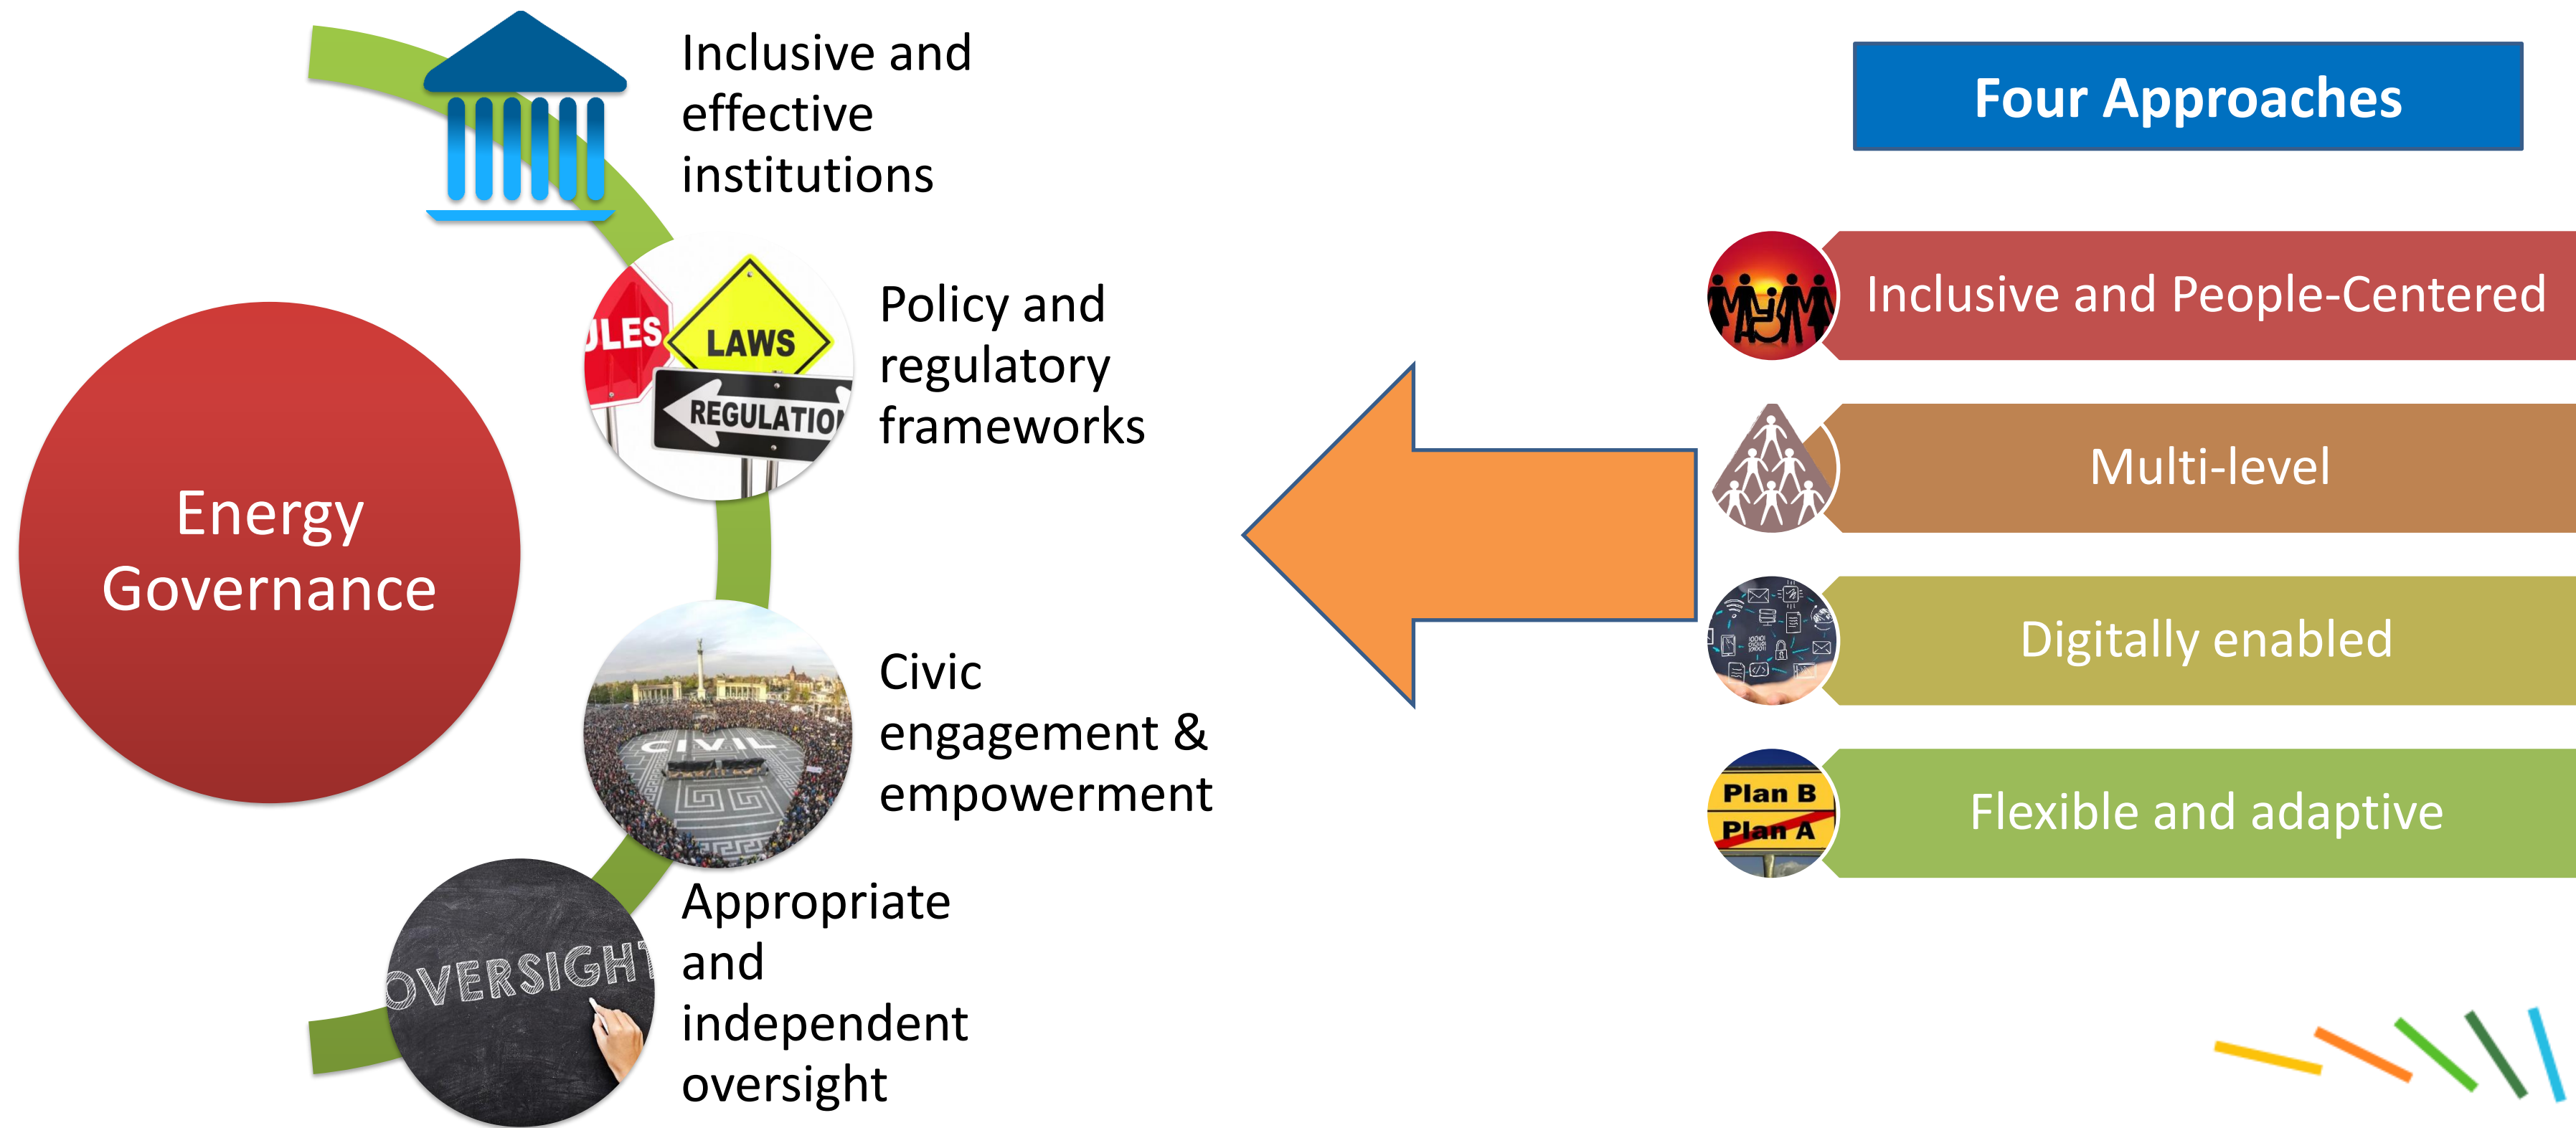 Inclusive and
effective
institutions
LAWS
REGULATIO
Policy and
regulatory
frameworks
Energy
Governance
CIVIL
Civic
engagement &
empowerment
OVERSIGHT
Appropriate
and
independent
oversight
Four Approaches
Inclusive and People-Centered
Multi-level
Digitally enabled
Plan B
Plan A
Flexible and adaptive